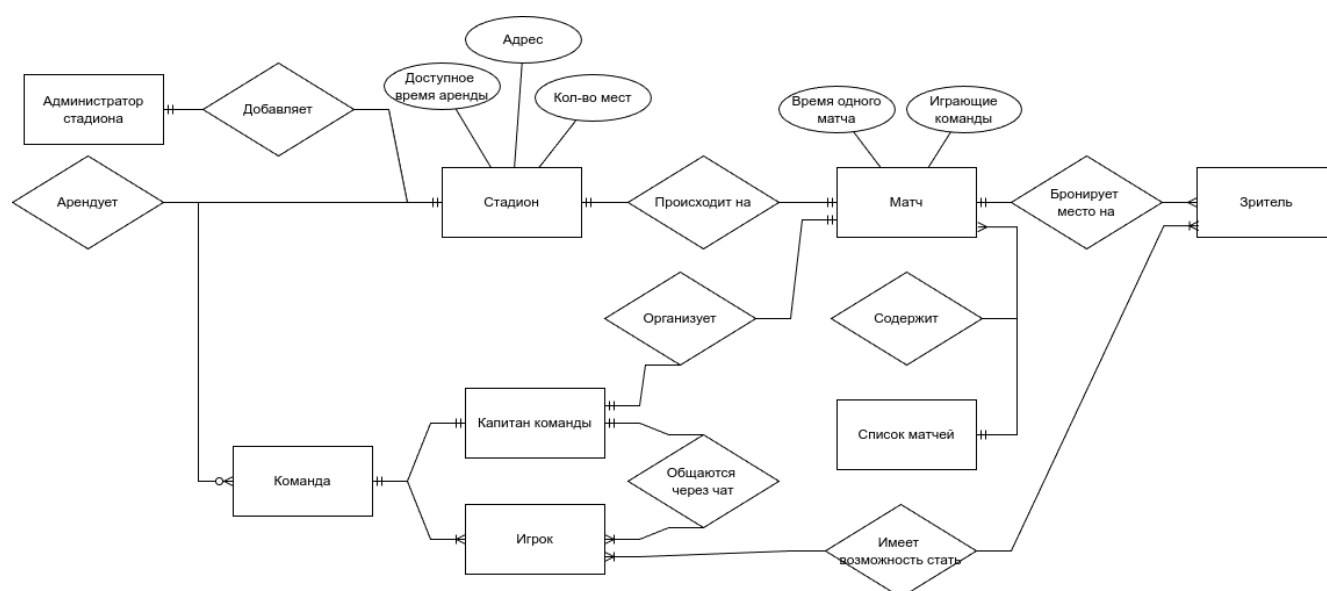 Адрес
Доступное
время аренды
Кол-во мест
Время одного
матча
Играющие
команды
Администратор
стадиона
Добавляет
Арендует
Стадион
Происходит на
Матч
Бронирует
место на
Зритель
Организует
Содержит
Капитан команды
Список матчей
Команда
Общаются
через чат
Игрок
Имеет
возможность стать